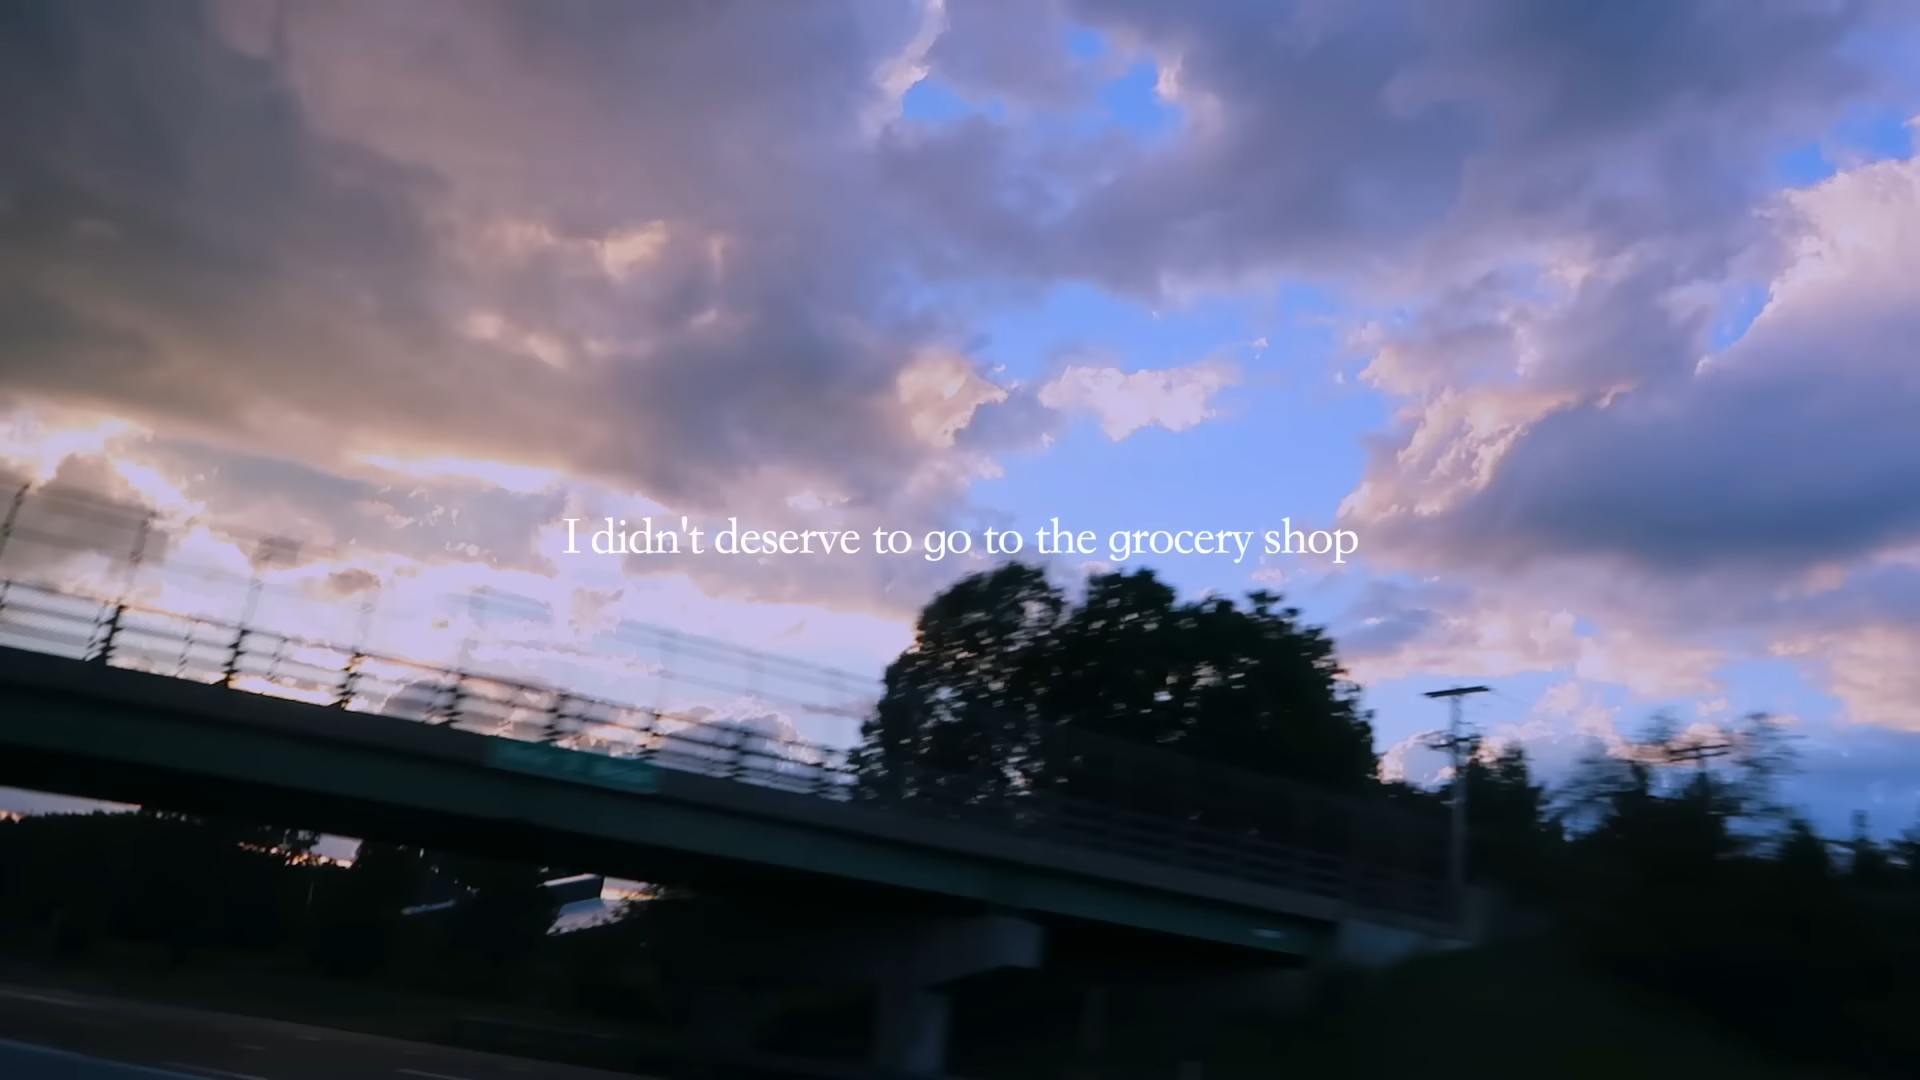 I didn't deserve to go to the grocery shop